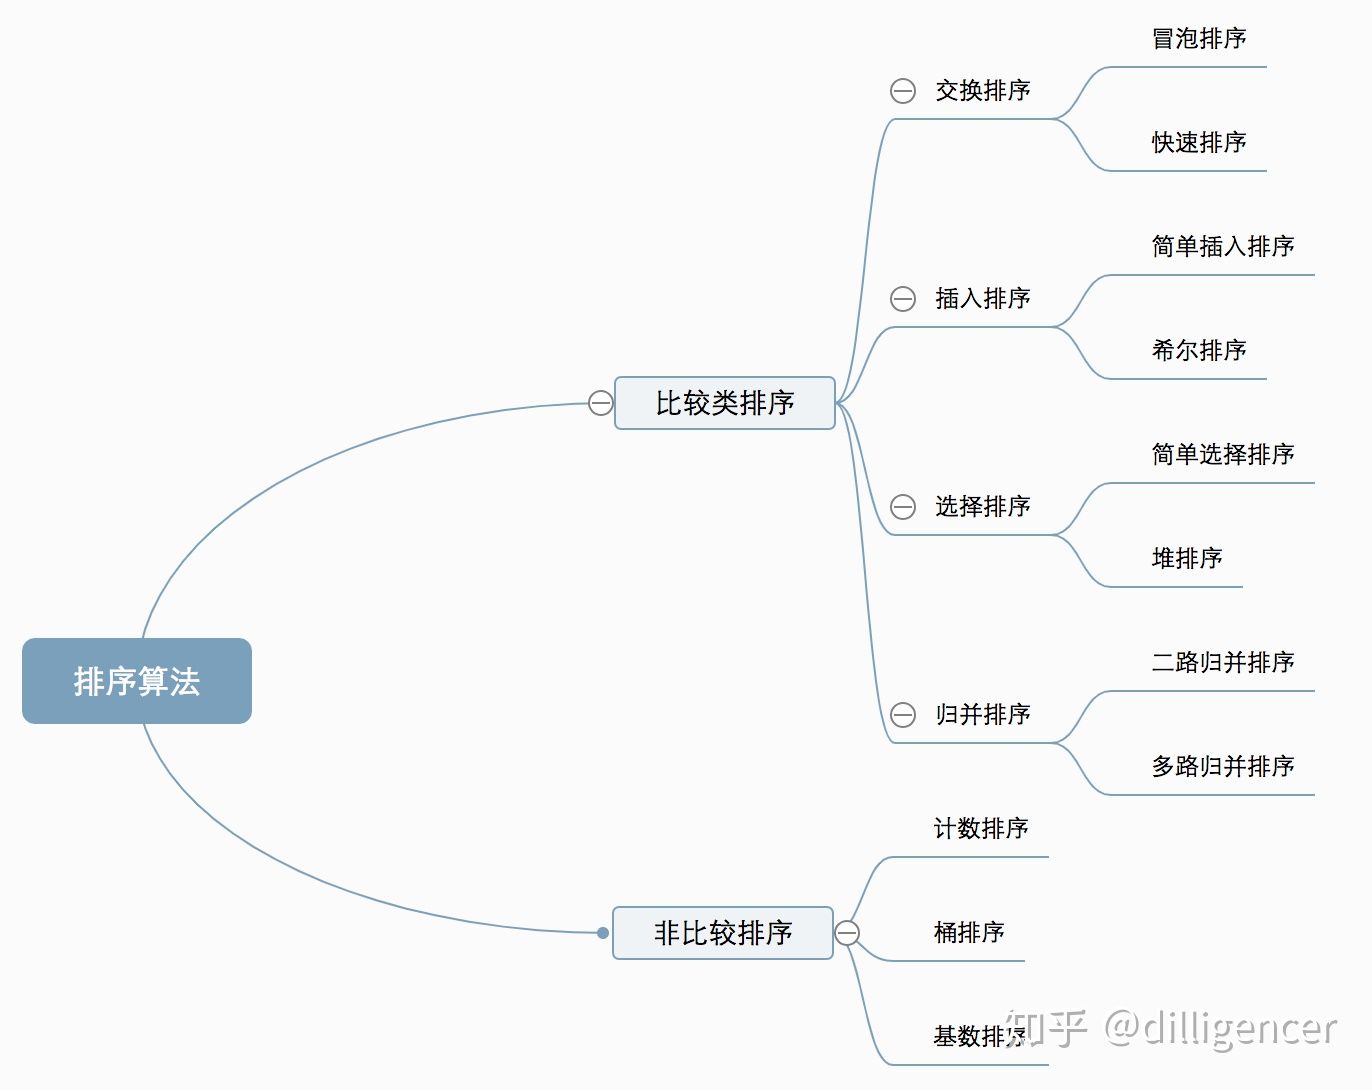 冒泡排序
交换排序
快速排序
简单插入排序
插入排序
希尔排序
比较类排序
简单选择排序
选择排序
堆排序
排序算法
二路归并排序
归并排序
多路归并排序
计数排序
非比较排序
桶排序
基数排序
知乎 @dilligencer